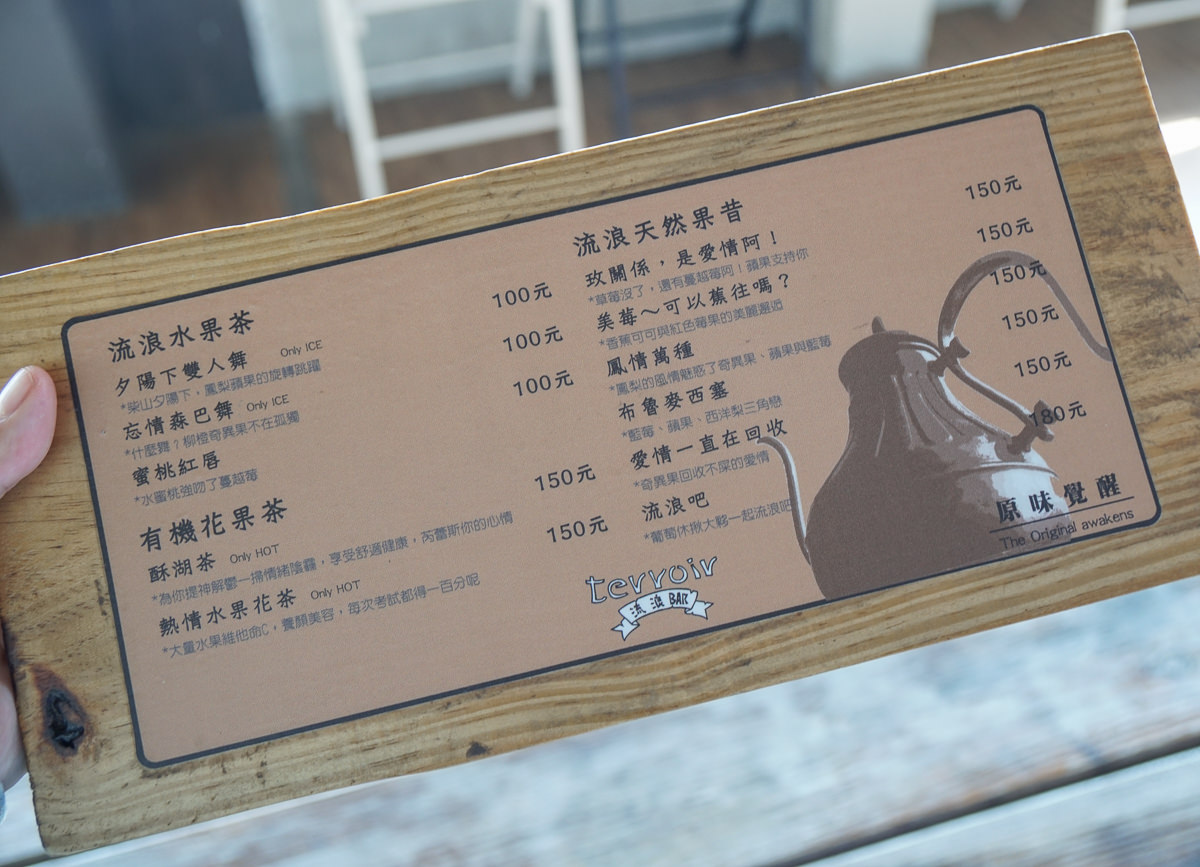 流浪水果茶
夕陽下雙人舞 Only ICE 100元
*柴山夕陽下，鳳梨蘋果的旋轉跳躍
忘情森巴舞 Only ICE 100元
*什麼聲？柳橙奇異果不在孤獨
蜜桃紅唇 100元
*水蜜桃強吻了蔓越莓
有機花果茶
酥湖茶 Only HOT 150元
*為你提神解鬱一掃情緒陰霾，享受舒適健康，芮蕾斯你的心情
熱情水果花茶 Only HOT 150元
*大量水果維他命C，養顏美容，每次考試都得一百分呢
流浪天然果昔
玫關係，是愛情阿！ 150元
*草莓沒了，還有蔓越莓阿！蘋果支持你
美莓～可以蕉往嗎？ 150元
*香蕉可可與紅色莓果的美麗邂逅
鳳情萬種 150元
*鳳梨的風情魅惑了奇異果、蘋果與藍莓
布魯麥西塞 150元
*藍莓、蘋果、西洋梨三角戀
愛情一直在回收 150元
*奇異果回收不屎的愛情
流浪吧 180元
*葡萄休揪大夥一起流浪吧
terroir
流浪BAR
原味覺醒
The Original awakens